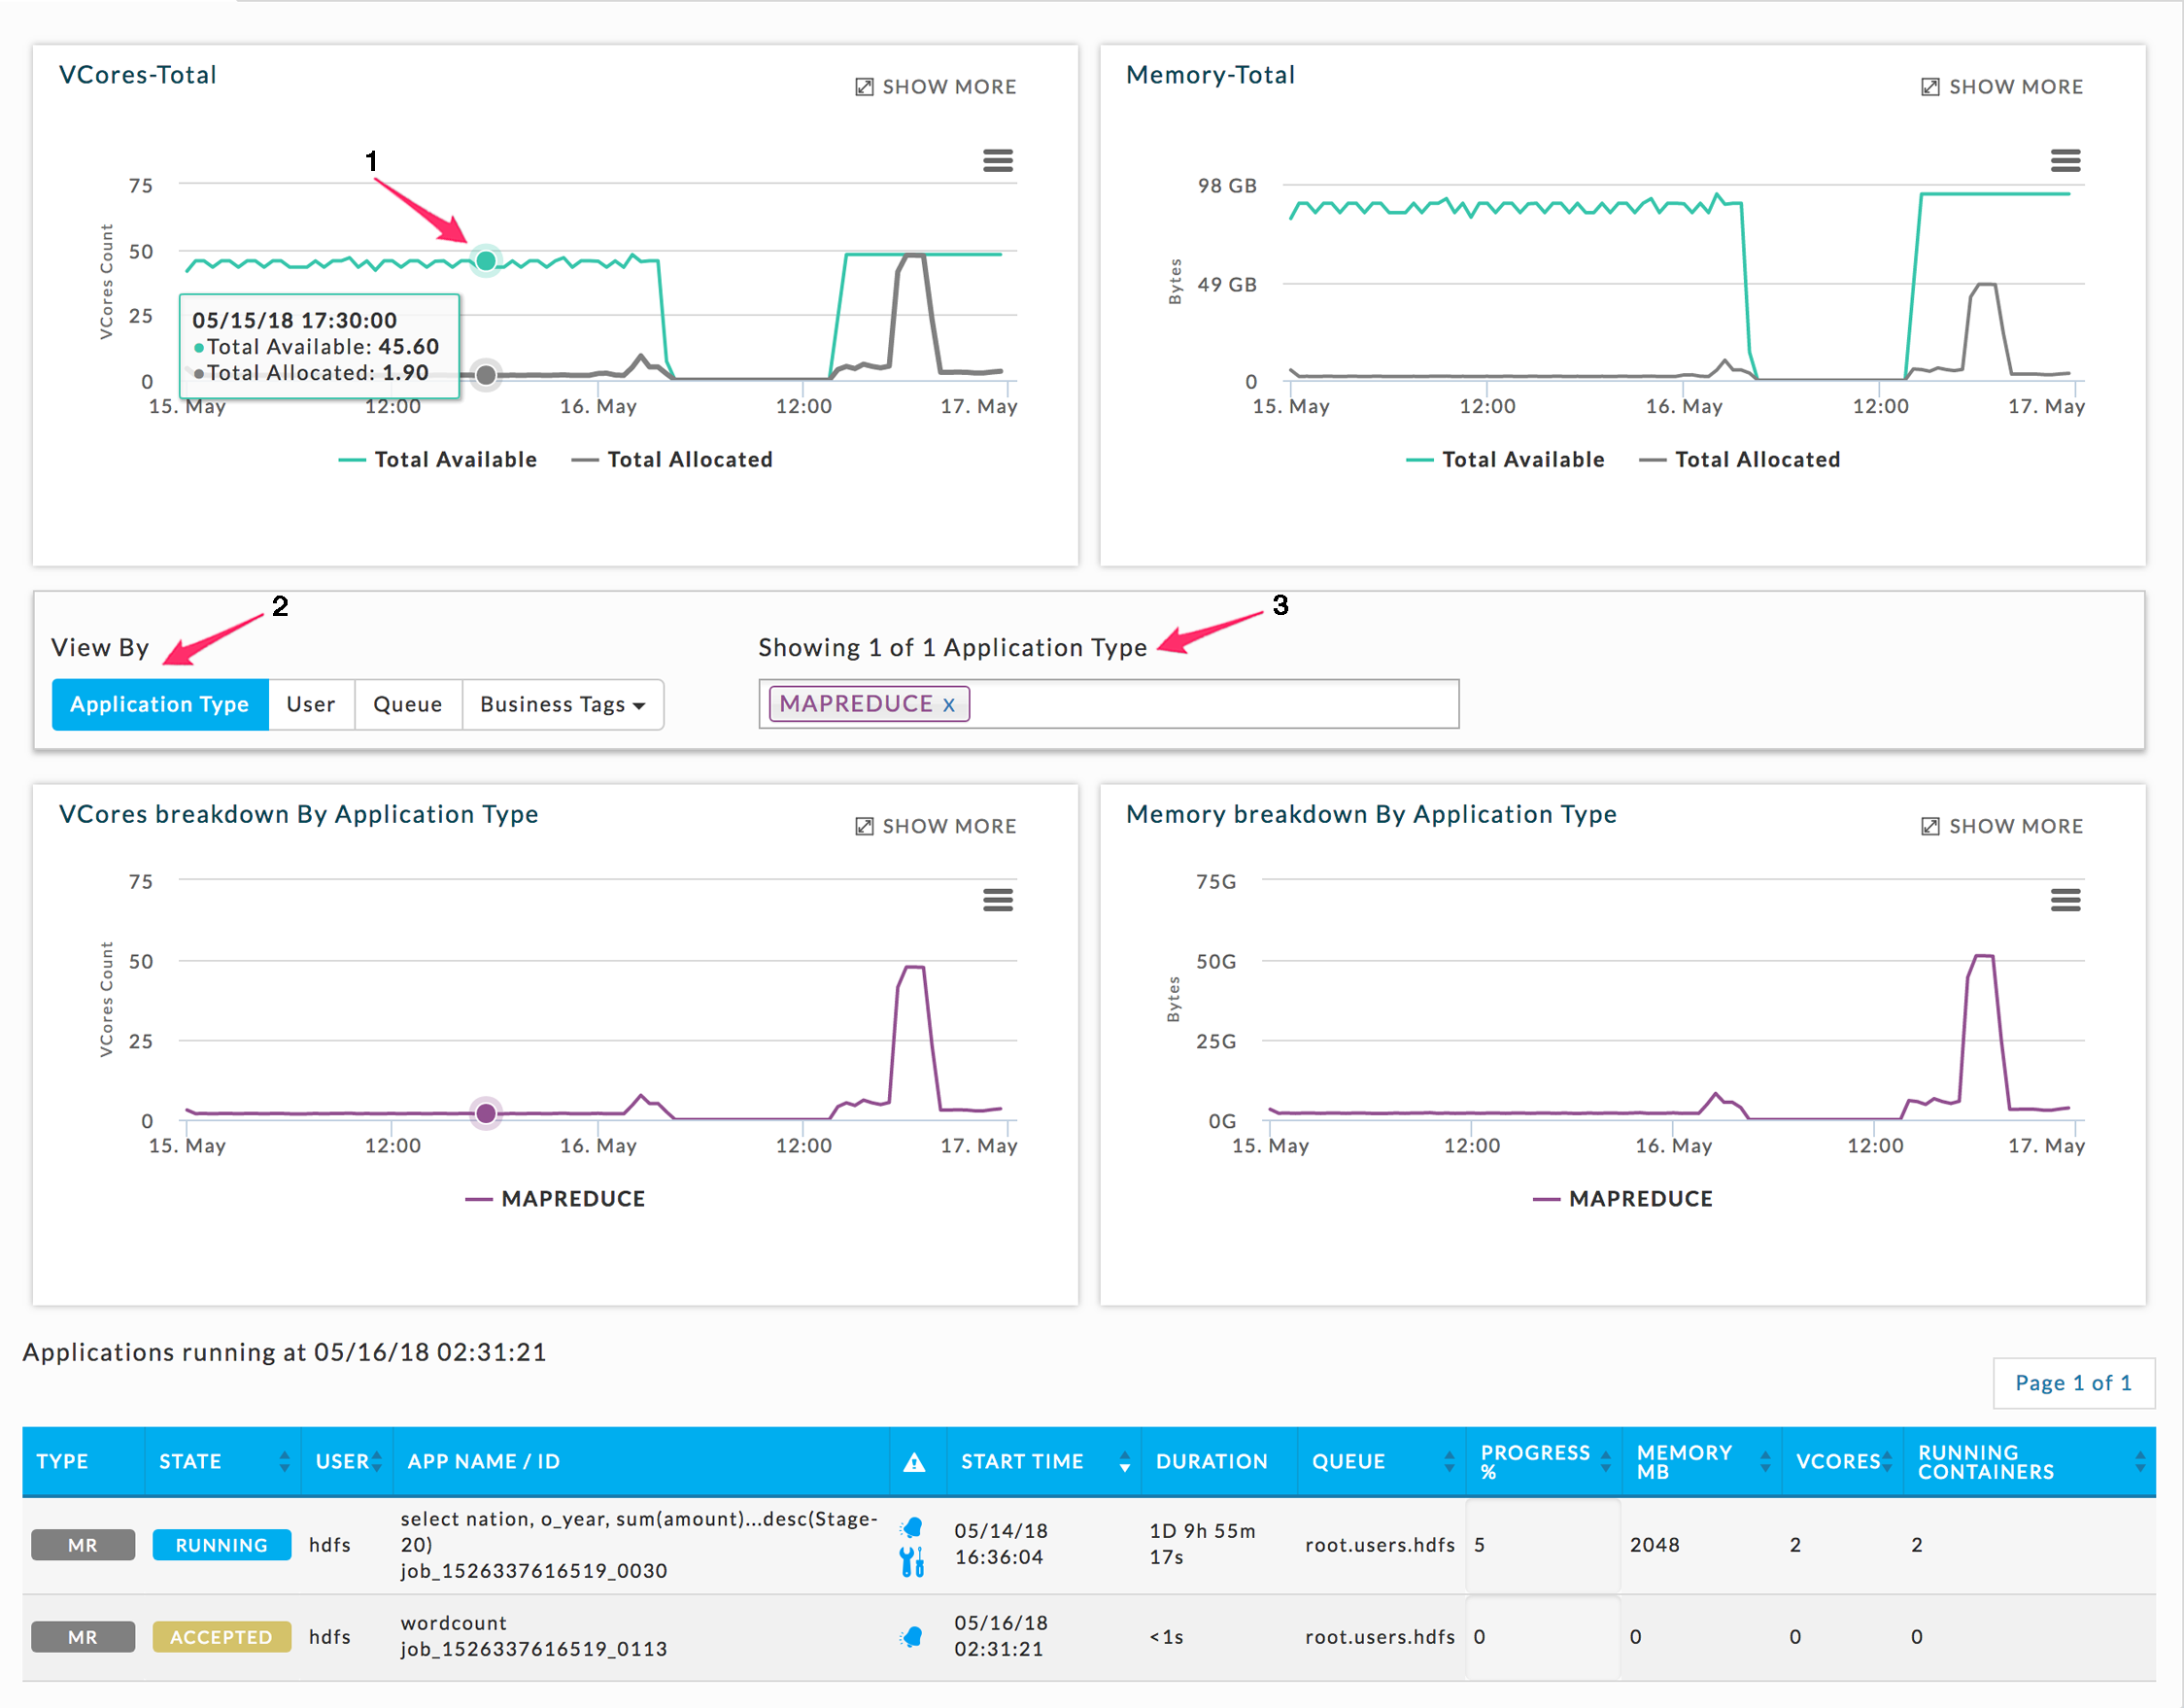 VCores-Total
SHOW MORE
1
75
50
25
0
VCores Count
05/15/18 17:30:00
Total Available: 45.60
Total Allocated: 1.90
15. May 12:00 16. May 12:00 17. May
Total Available Total Allocated
Memory-Total
SHOW MORE
98 GB
49 GB
0
Bytes
15. May 12:00 16. May 12:00 17. May
Total Available Total Allocated
2
View By
Application Type User Queue Business Tags
3
Showing 1 of 1 Application Type
MAPREDUCE x
VCores breakdown By Application Type
SHOW MORE
75
50
25
0
VCores Count
15. May 12:00 16. May 12:00 17. May
MAPREDUCE
Memory breakdown By Application Type
SHOW MORE
75G
50G
25G
0G
Bytes
15. May 12:00 16. May 12:00 17. May
MAPREDUCE
Applications running at 05/16/18 02:31:21
Page 1 of 1
TYPE STATE USER APP NAME / ID START TIME DURATION QUEUE PROGRESS % MEMORY MB VCORES RUNNING CONTAINERS
MR RUNNING hdfs select nation, o_year, sum(amount)...desc(Stage-
20)
job_1526337616519_0030
05/14/18
16:36:04
1D 9h 55m
17s
root.users.hdfs 5 2048 2 2
MR ACCEPTED hdfs wordcount
job_1526337616519_0113
05/16/18
02:31:21
<1s root.users.hdfs 0 0 0 0